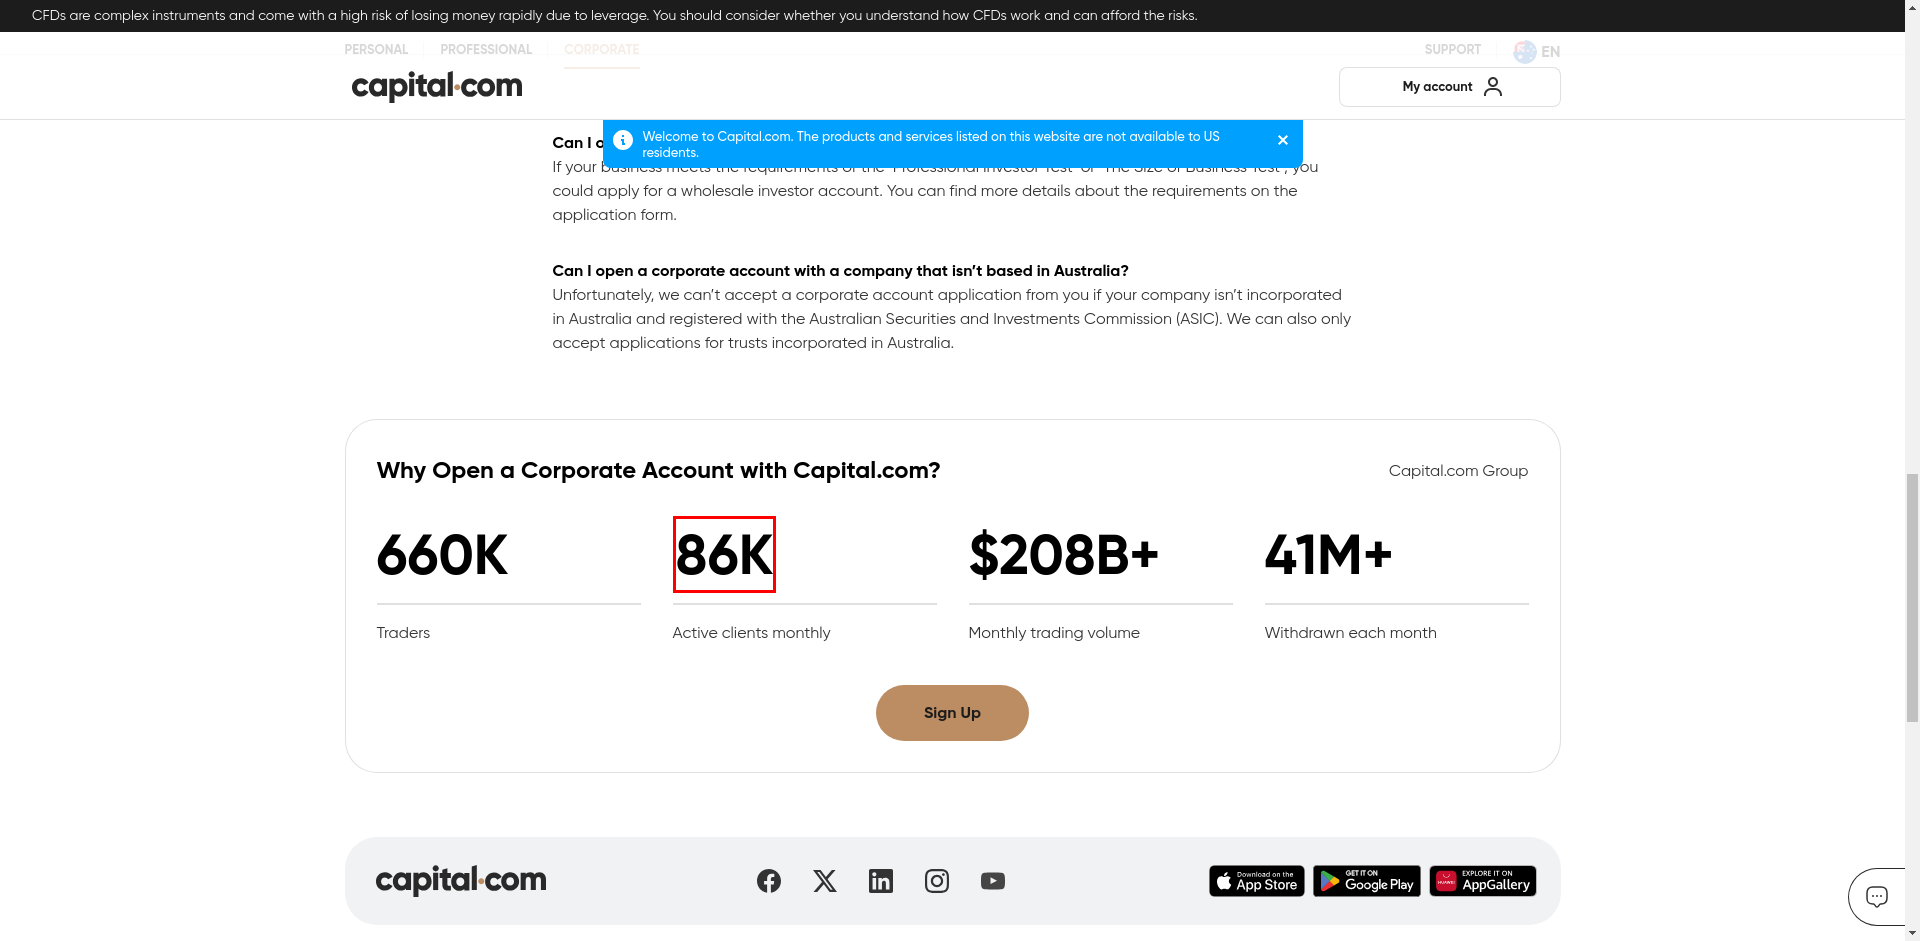 CFDs are complex instruments and come with a high risk of losing money rapidly due to leverage. You should consider whether you understand how CFDs work and can afford the risks.
PERSONAL
PROFESSIONAL
CORPORATE
SUPPORT
EN
capital.com
My account
Welcome to Capital.com. The products and services listed on this website are not available to US
residents.
Can I o
If your business meets the requirements of the 'Professional Investor Test' or 'The Size of Business Test', you
could apply for a wholesale investor account. You can find more details about the requirements on the
application form.
Can I open a corporate account with a company that isn’t based in Australia?
Unfortunately, we can’t accept a corporate account application from you if your company isn’t incorporated
in Australia and registered with the Australian Securities and Investments Commission (ASIC). We can also only
accept applications for trusts incorporated in Australia.
Why Open a Corporate Account with Capital.com?
Capital.com Group
660K
86K
$208B+
41M+
Traders
Active clients monthly
Monthly trading volume
Withdrawn each month
Sign Up
capital.com
Download on the
App Store
GET IT ON
Google Play
HUAWEI
EXPLORE IT ON
AppGallery